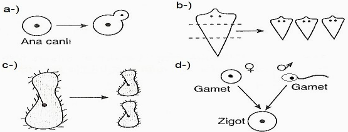 a-)
Ana canlı
b-)
c-)
d-)
♀
♂
Gamet
Gamet
Zigot